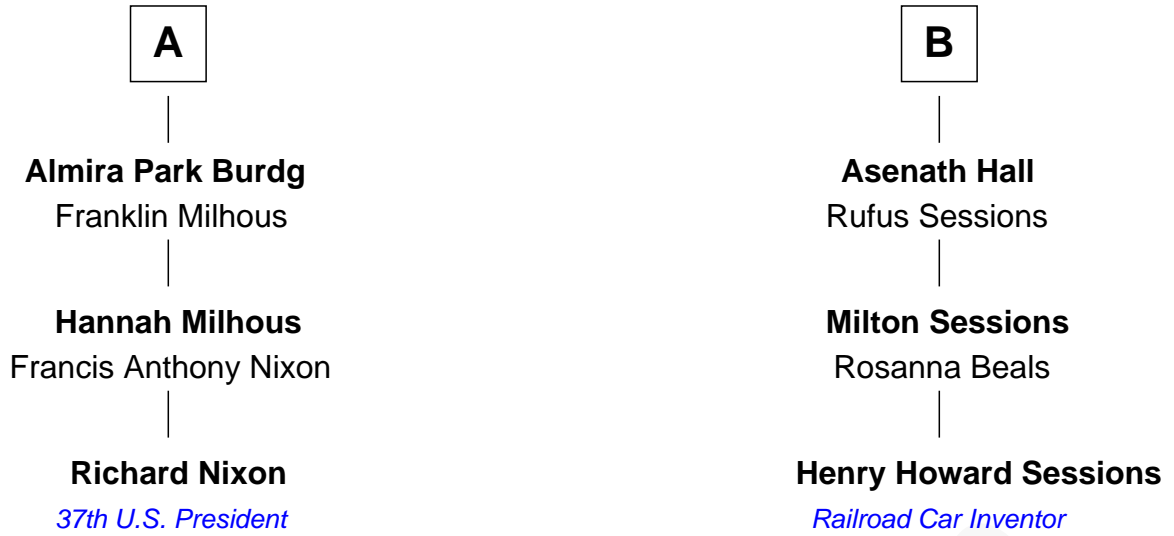 A
Almira Park Burdg
Franklin Milhous
Hannah Milhous
Francis Anthony Nixon
Richard Nixon
37th U.S. President
B
Asenath Hall
Rufus Sessions
Milton Sessions
Rosanna Beals
Henry Howard Sessions
Railroad Car Inventor